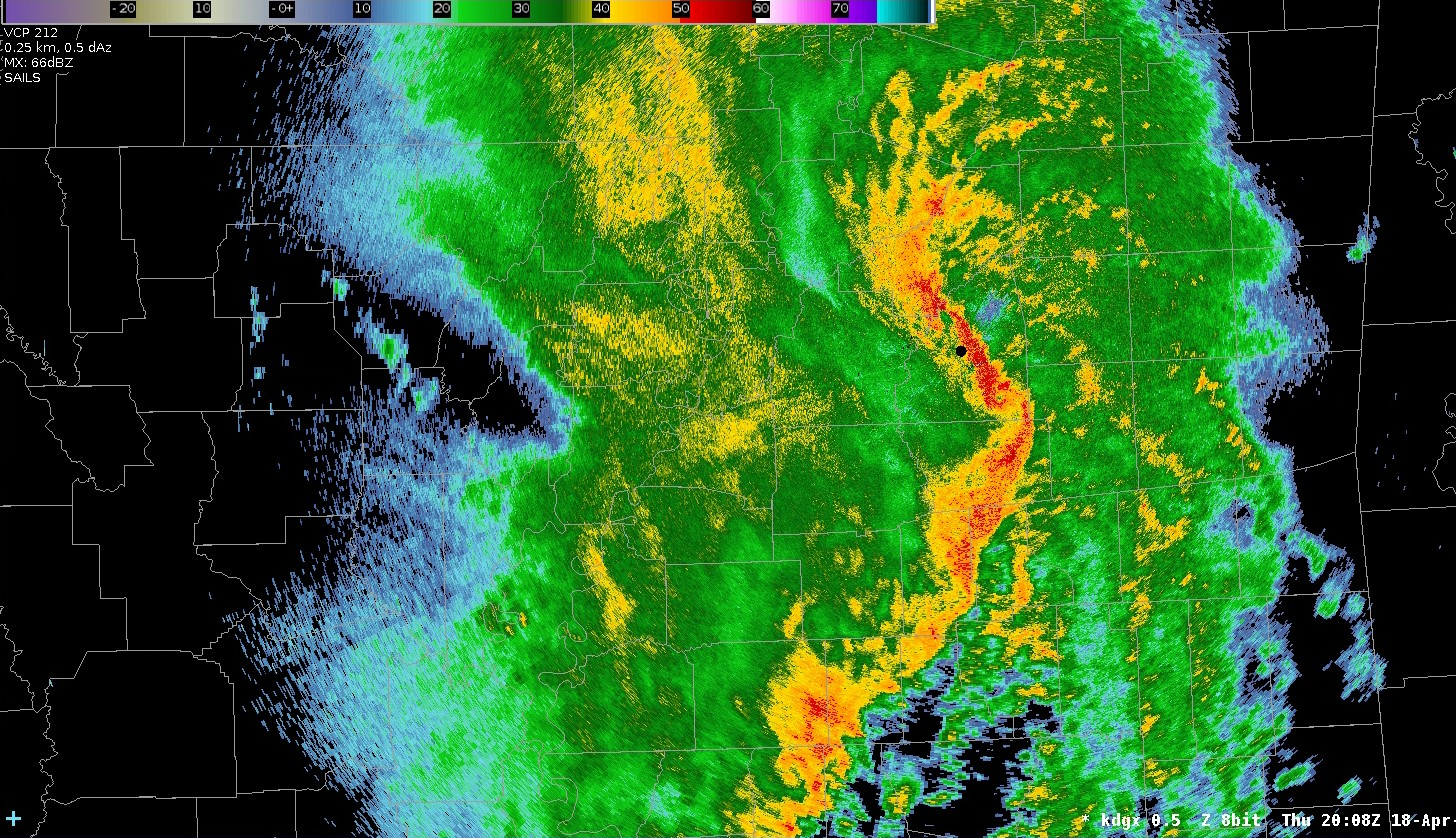 -20 10 -0+ 10 20 30 40 50 60 70
VCP 212
0.25 km, 0.5 dAz
MX: 66dBZ
SAILS
* kdgx 0.5 Z 8bit Thu 20:08Z 18-Apr